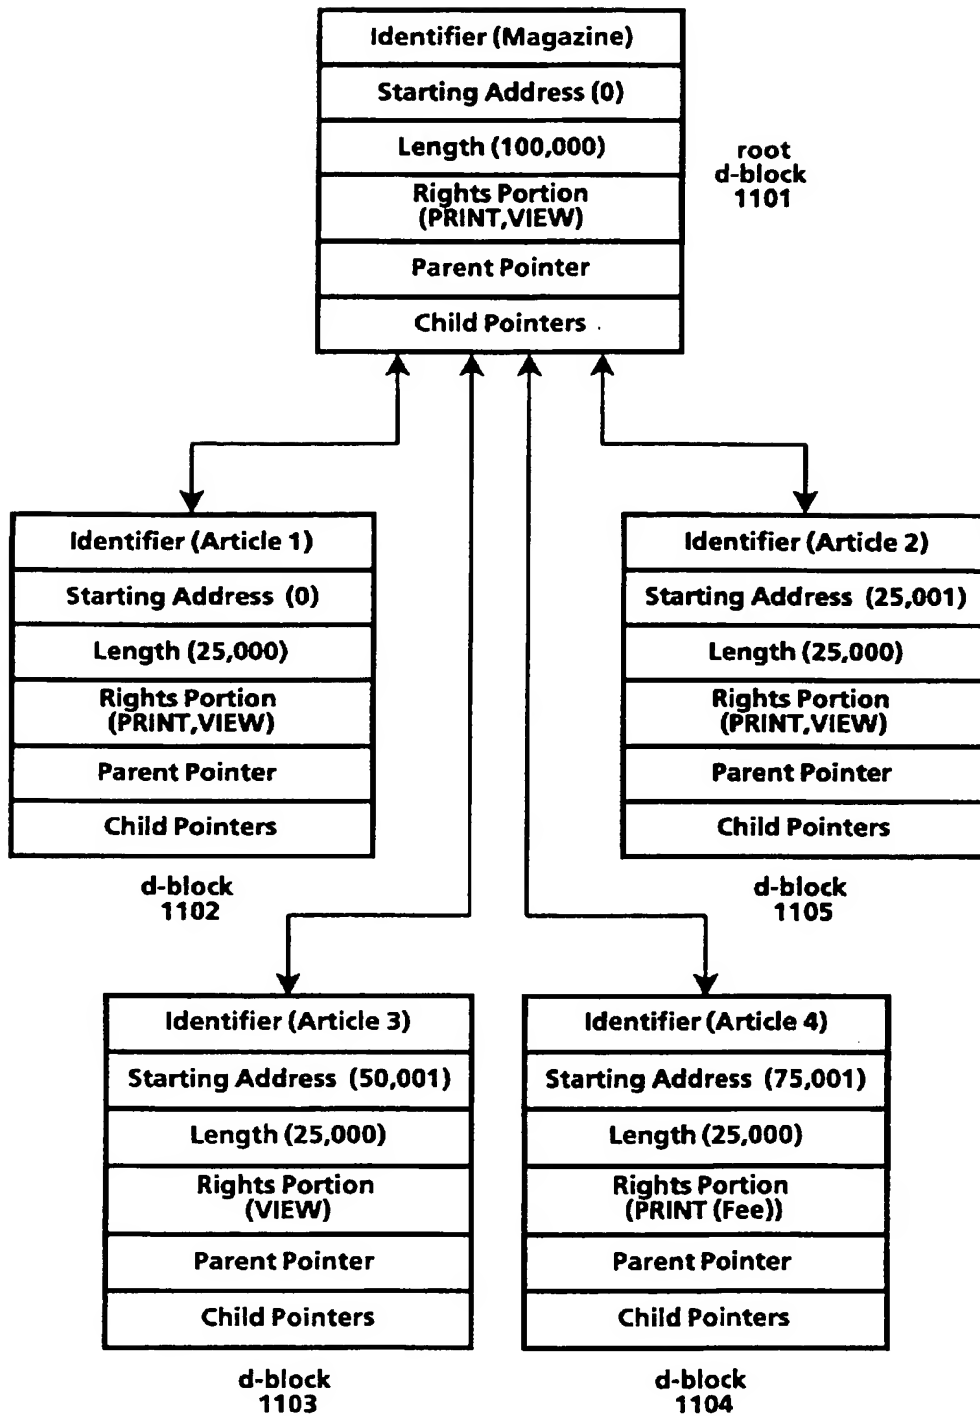 Identifier (Magazine)
Starting Address (0)
Length (100,000)
Rights Portion
(PRINT,VIEW)
Parent Pointer
Child Pointers
root
d-block
1101
Identifier (Article 1)
Starting Address (0)
Length (25,000)
Rights Portion
(PRINT,VIEW)
Parent Pointer
Child Pointers
d-block
1102
Identifier (Article 2)
Starting Address (25,001)
Length (25,000)
Rights Portion
(PRINT,VIEW)
Parent Pointer
Child Pointers
d-block
1105
Identifier (Article 3)
Starting Address (50,001)
Length (25,000)
Rights Portion
(VIEW)
Parent Pointer
Child Pointers
d-block
1103
Identifier (Article 4)
Starting Address (75,001)
Length (25,000)
Rights Portion
(PRINT (Fee))
Parent Pointer
Child Pointers
d-block
1104